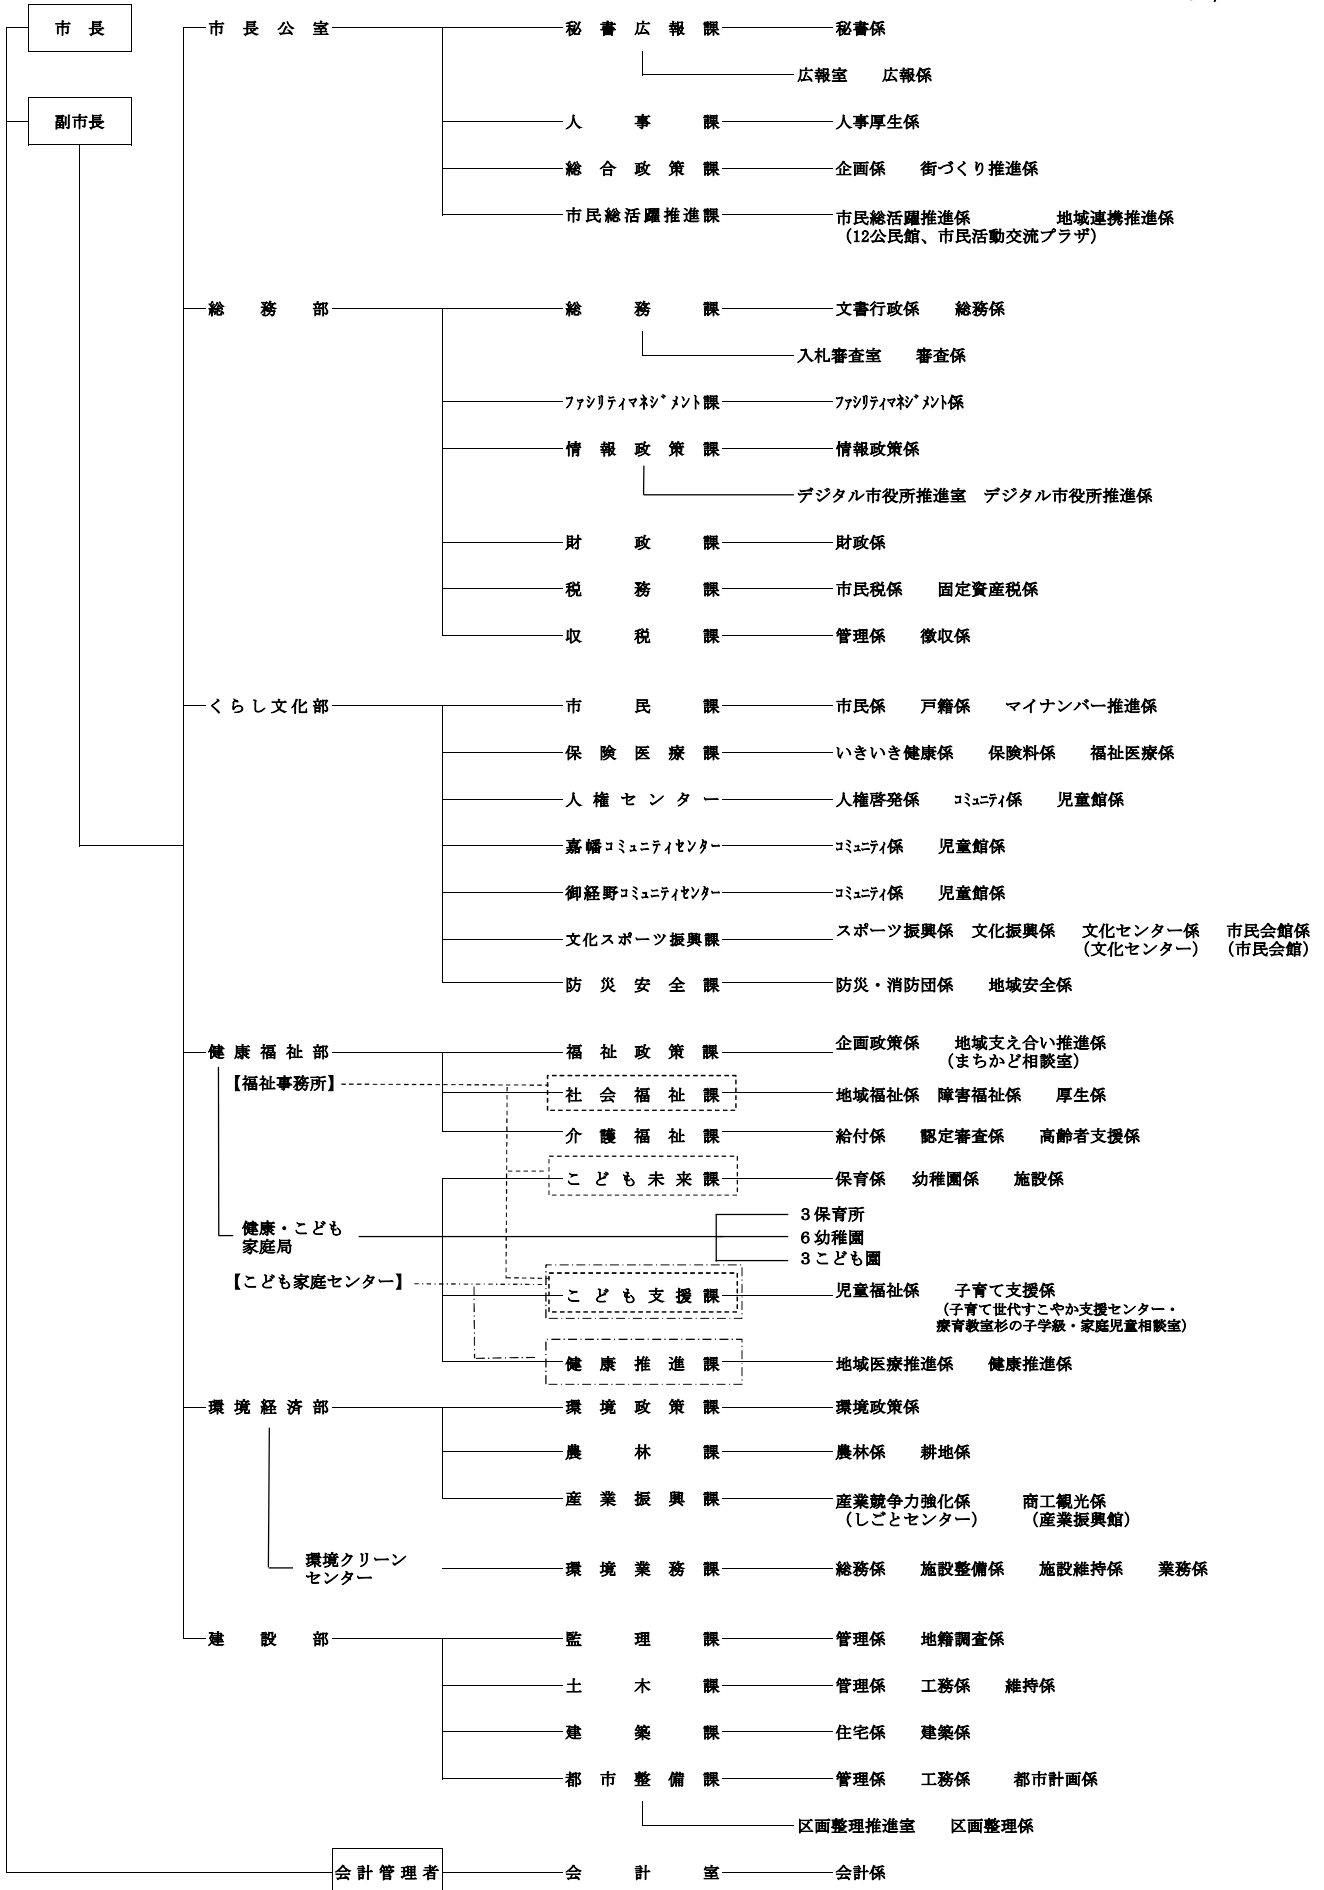 市長
市長公室 秘書広報課 秘書係
広報室 広報係
副市長 人事課 人事厚生係
総合政策課 企画係 街づくり推進係
市民総活躍推進課 市民総活躍推進係 地域連携推進係
（12公民館、市民活動交流プラザ）
総務部 総務課 文書行政係 総務係
入札審査室 審査係
ﾌｧｼﾘﾃｨﾏﾈｼﾞﾒﾝﾄ課 ﾌｧｼﾘﾃｨﾏﾈｼﾞﾒﾝﾄ係
情報政策課 情報政策係
デジタル市役所推進室 デジタル市役所推進係
財政課 財政係
税務課 市民税係 固定資産税係
収税課 管理係 徴収係
くらし文化部 市民課 市民係 戸籍係 マイナンバー推進係
保険医療課 いきいき健康係 保険料係 福祉医療係
人権センター 人権啓発係 ｺﾐｭﾆﾃｨ係 児童館係
嘉幡ｺﾐｭﾆﾃｨｾﾝﾀｰ ｺﾐｭﾆﾃｨ係 児童館係
御経野ｺﾐｭﾆﾃｨｾﾝﾀｰ ｺﾐｭﾆﾃｨ係 児童館係
文化スポーツ振興課 スポーツ振興係 文化振興係 文化センター係 市民会館係
（文化センター） （市民会館）
防災安全課 防災・消防団係 地域安全係
健康福祉部 福祉政策課 企画政策係 地域支え合い推進係
（まちかど相談室）
【福祉事務所】
社会福祉課 地域福祉係 障害福祉係 厚生係
介護福祉課 給付係 認定審査係 高齢者支援係
こども未来課 保育係 幼稚園係 施設係
3保育所
健康・こども
家庭局
6幼稚園
3こども園
【こども家庭センター】
こども支援課 児童福祉係 子育て支援係
（子育て世代すこやか支援センター・
療育教室杉の子学級・家庭児童相談室）
健康推進課 地域医療推進係 健康推進係
環境経済部 環境政策課 環境政策係
農林課 農林係 耕地係
産業振興課 産業競争力強化係 商工観光係
（しごとセンター） （産業振興館）
環境クリーン
センター
環境業務課 総務係 施設整備係 施設維持係 業務係
建設部 監理課 管理係 地籍調査係
土木課 管理係 工務係 維持係
建築課 住宅係 建築係
都市整備課 管理係 工務係 都市計画係
区画整理推進室 区画整理係
会計管理者 会計室 会計係